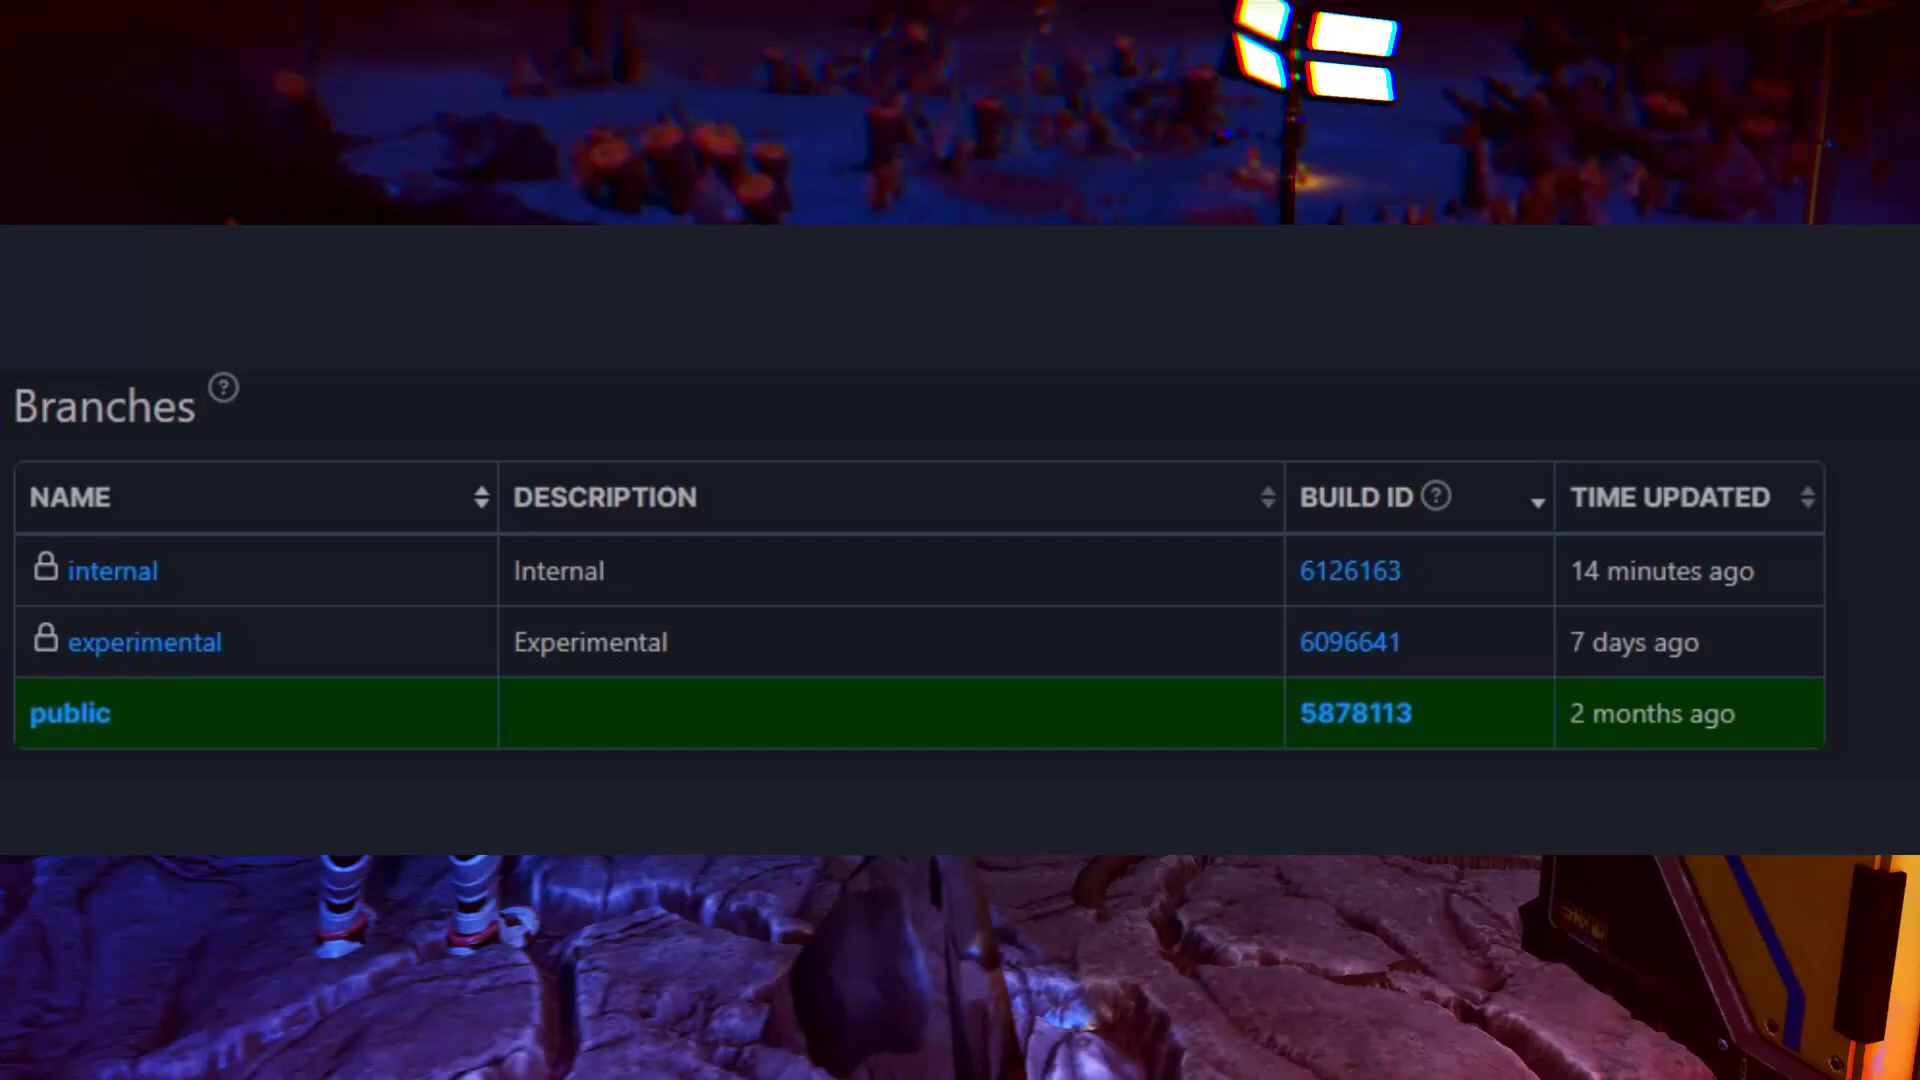 Branches ?
NAME DESCRIPTION BUILD ID ? TIME UPDATED
internal Internal 6126163 14 minutes ago
experimental Experimental 6096641 7 days ago
public 5878113 2 months ago